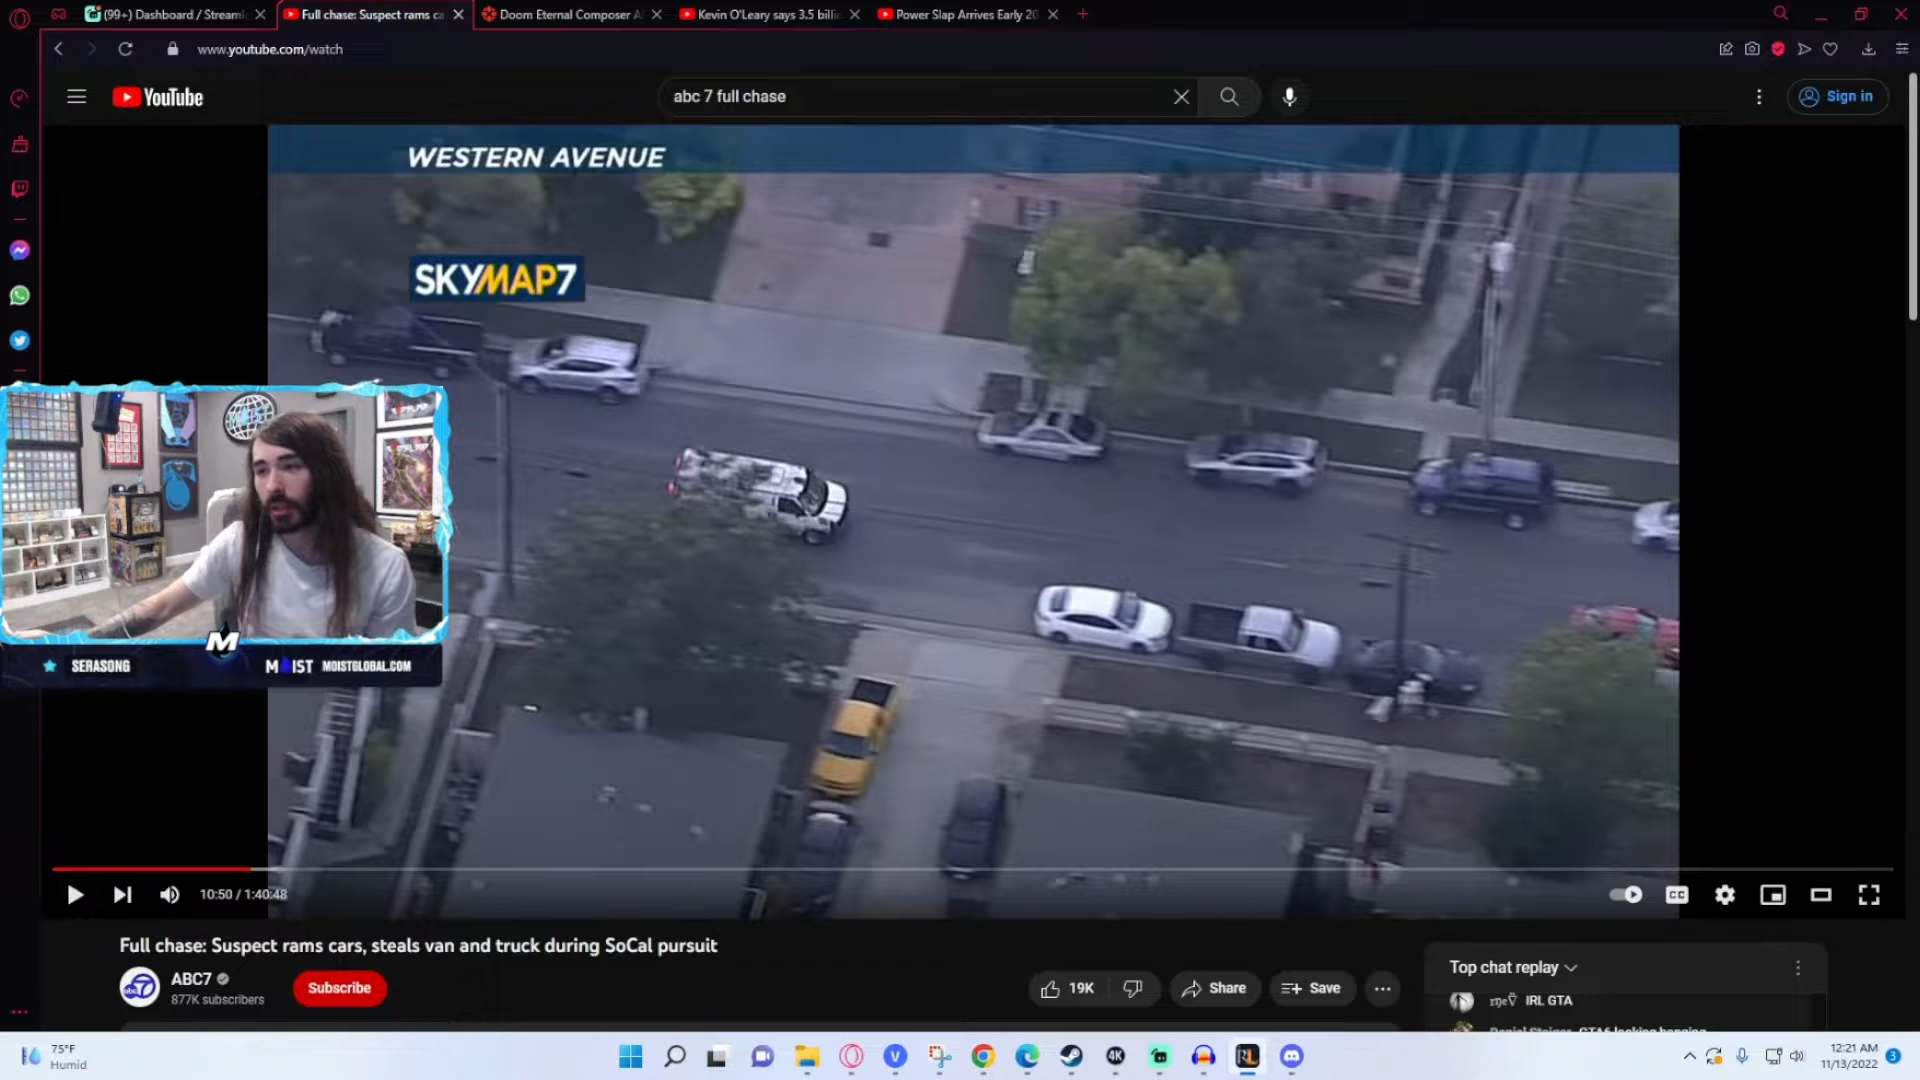 (99+) Dashboard / Streaml
Full chase: Suspect rams ca
Doom Eternal Composer A
Kevin O'Leary says 3.5 billi
Power Slap Arrives Early 20
www.youtube.com/watch
YouTube
abc 7 full chase
Sign in
WESTERN AVENUE
SKYMAP7
SERASONG
M
MOIST MOISTGLOBAL.COM
10:50 / 1:40:48
CC
Full chase: Suspect rams cars, steals van and truck during SoCal pursuit
ABC7
877K subscribers
Subscribe
19K
Share
Save
Top chat replay
IRL GTA
75°F
Humid
4K
12:21 AM
11/13/2022
3